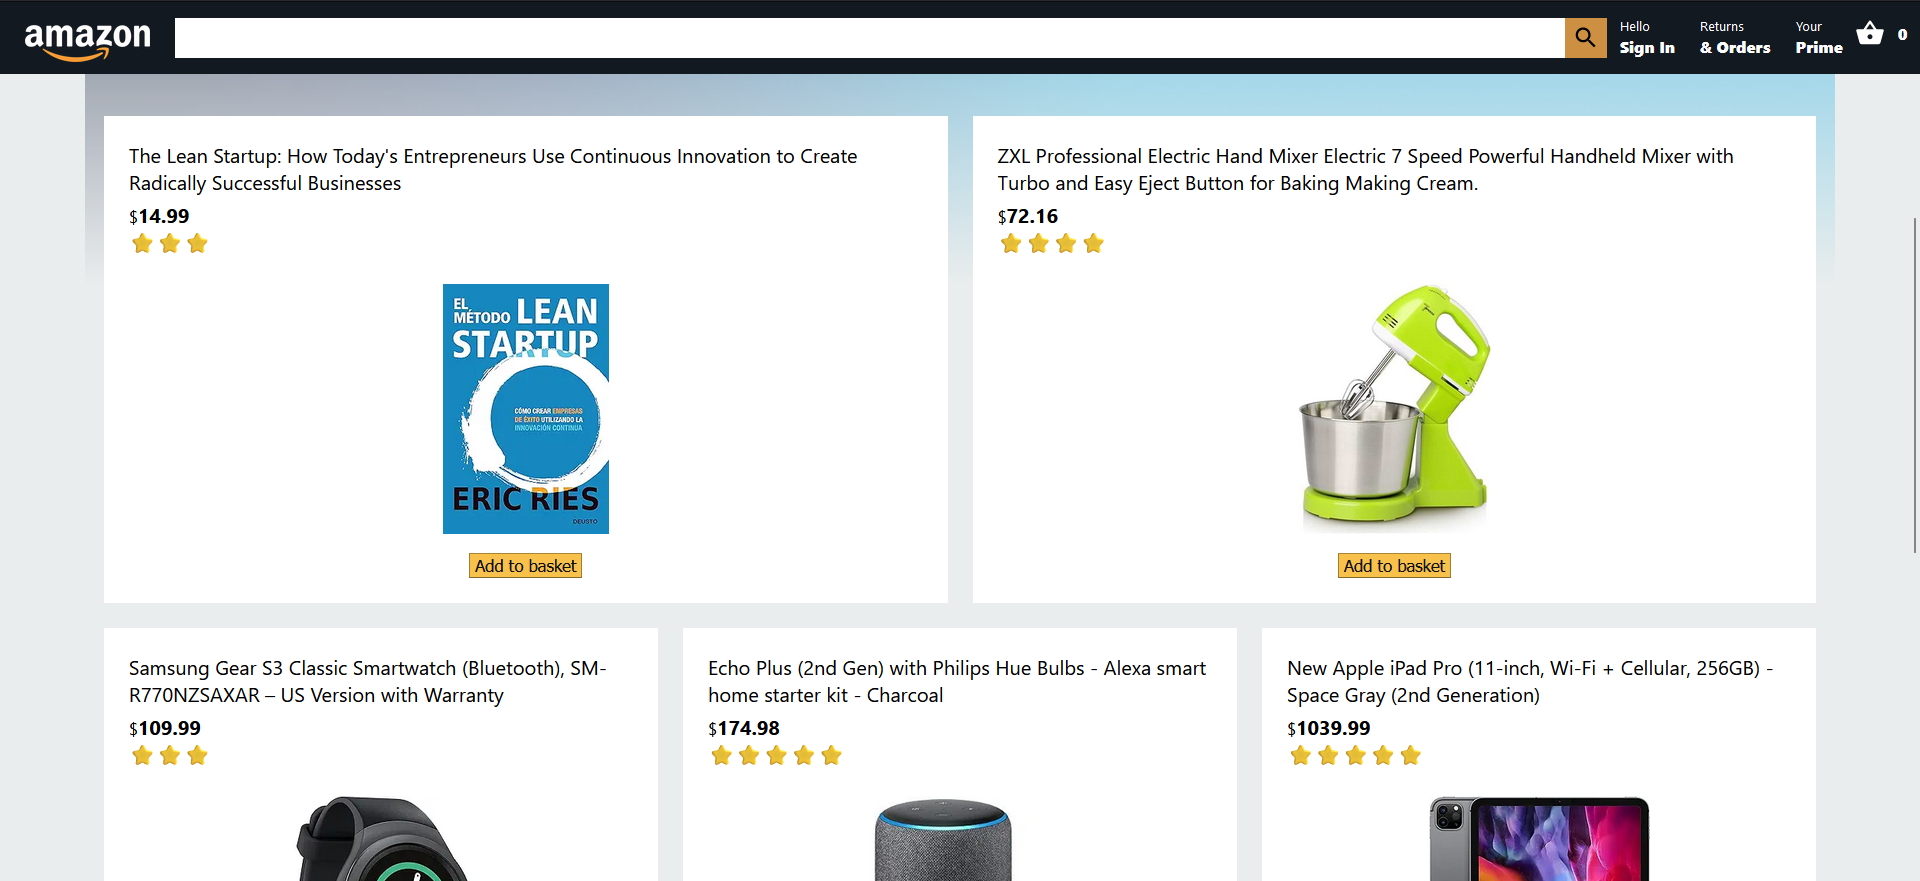 amazon
Hello
Sign In
Returns
& Orders
Your
Prime
0
The Lean Startup: How Today's Entrepreneurs Use Continuous Innovation to Create
Radically Successful Businesses
$14.99
EL
MÉTODO LEAN
STARTUP
CÓMO CREAR EMPRESAS
DE ÉXITO UTILIZANDO LA
INNOVACIÓN CONTINUA
ERIC RIES
DEUSTO
Add to basket
ZXL Professional Electric Hand Mixer Electric 7 Speed Powerful Handheld Mixer with
Turbo and Easy Eject Button for Baking Making Cream.
$72.16
Add to basket
Samsung Gear S3 Classic Smartwatch (Bluetooth), SM-
R770NZSAXAR – US Version with Warranty
$109.99
Echo Plus (2nd Gen) with Philips Hue Bulbs - Alexa smart
home starter kit - Charcoal
$174.98
New Apple iPad Pro (11-inch, Wi-Fi + Cellular, 256GB) -
Space Gray (2nd Generation)
$1039.99